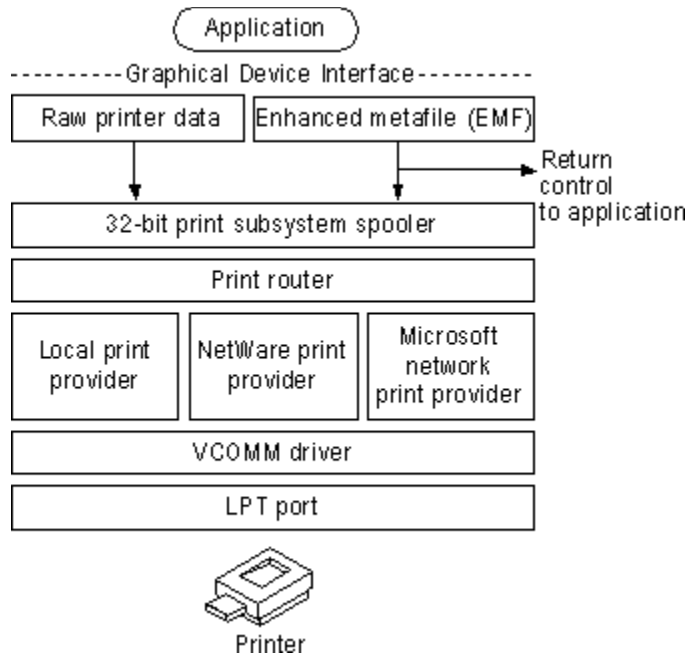 Application
Graphical Device Interface
Raw printer data
Enhanced metafile (EMF)
Return
control
to application
32-bit print subsystem spooler
Print router
Local print
provider
NetWare print
provider
Microsoft
network
print provider
VCOMM driver
LPT port
Printer